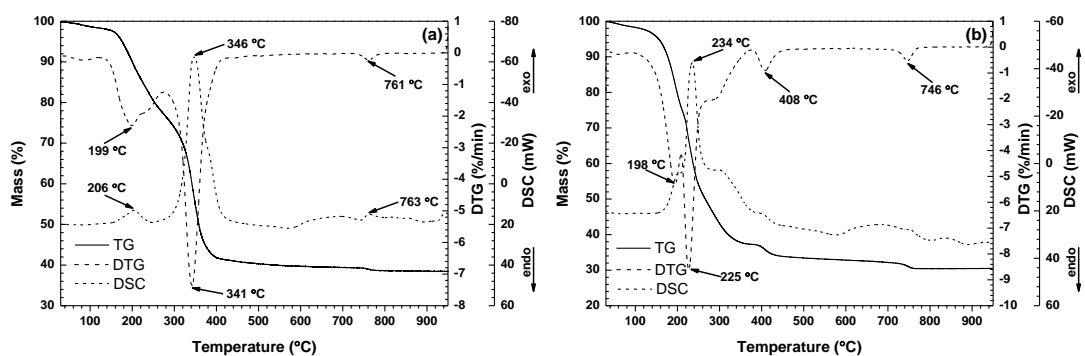 (a)
100
90
80
70
60
50
40
30
Mass (%)
346 ºC
761 ºC
199 ºC
206 ºC
763 ºC
341 ºC
TG
DTG
DSC
100 200 300 400 500 600 700 800 900
Temperature (ºC)
1
0
-1
-2
-3
-4
-5
-6
-7
-8
DTG (%/min)
-80
-60
-40
-20
0
20
40
60
DSC (mW)
exo
endo
(b)
100
90
80
70
60
50
40
30
20
Mass (%)
234 ºC
408 ºC
746 ºC
198 ºC
225 ºC
TG
DTG
DSC
100 200 300 400 500 600 700 800 900
Temperature (ºC)
1
0
-1
-2
-3
-4
-5
-6
-7
-8
-9
-10
DTG (%/min)
-60
-40
-20
0
20
40
60
DSC (mW)
exo
endo